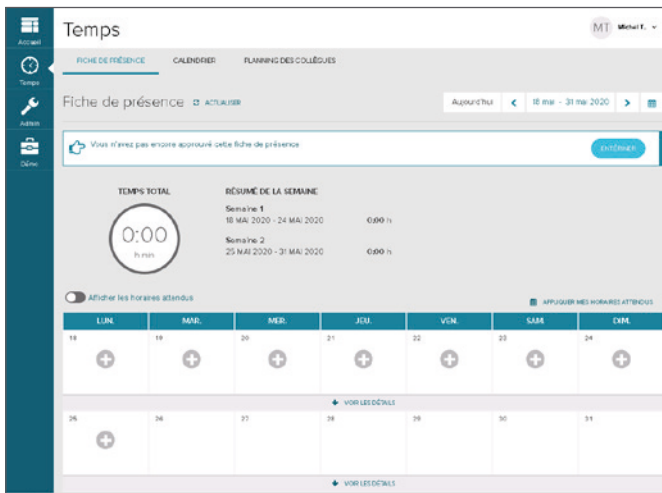 Accueil
Temps
Admin
Démo
Temps
MT Michel T.
FICHE DE PRÉSENCE CALENDRIER PLANNING DES COLLÈGUES
Fiche de présence ACTUALISER
Aujourd'hui 18 mai - 31 mai 2020
Vous n'avez pas encore approuvé cette fiche de présence
ENTÉRINER
TEMPS TOTAL
0:00
h min
RÉSUMÉ DE LA SEMAINE
Semaine 1
18 MAI 2020 - 24 MAI 2020 0:00 h
Semaine 2
25 MAI 2020 - 31 MAI 2020 0:00 h
Afficher les horaires attendus
APPLIQUER MES HORAIRES ATTENDUS
LUN. MAR. MER. JEU. VEN. SAM. DIM.
18 19 20 21 22 23 24
VOIR LES DÉTAILS
25 26 27 28 29 30 31
VOIR LES DÉTAILS